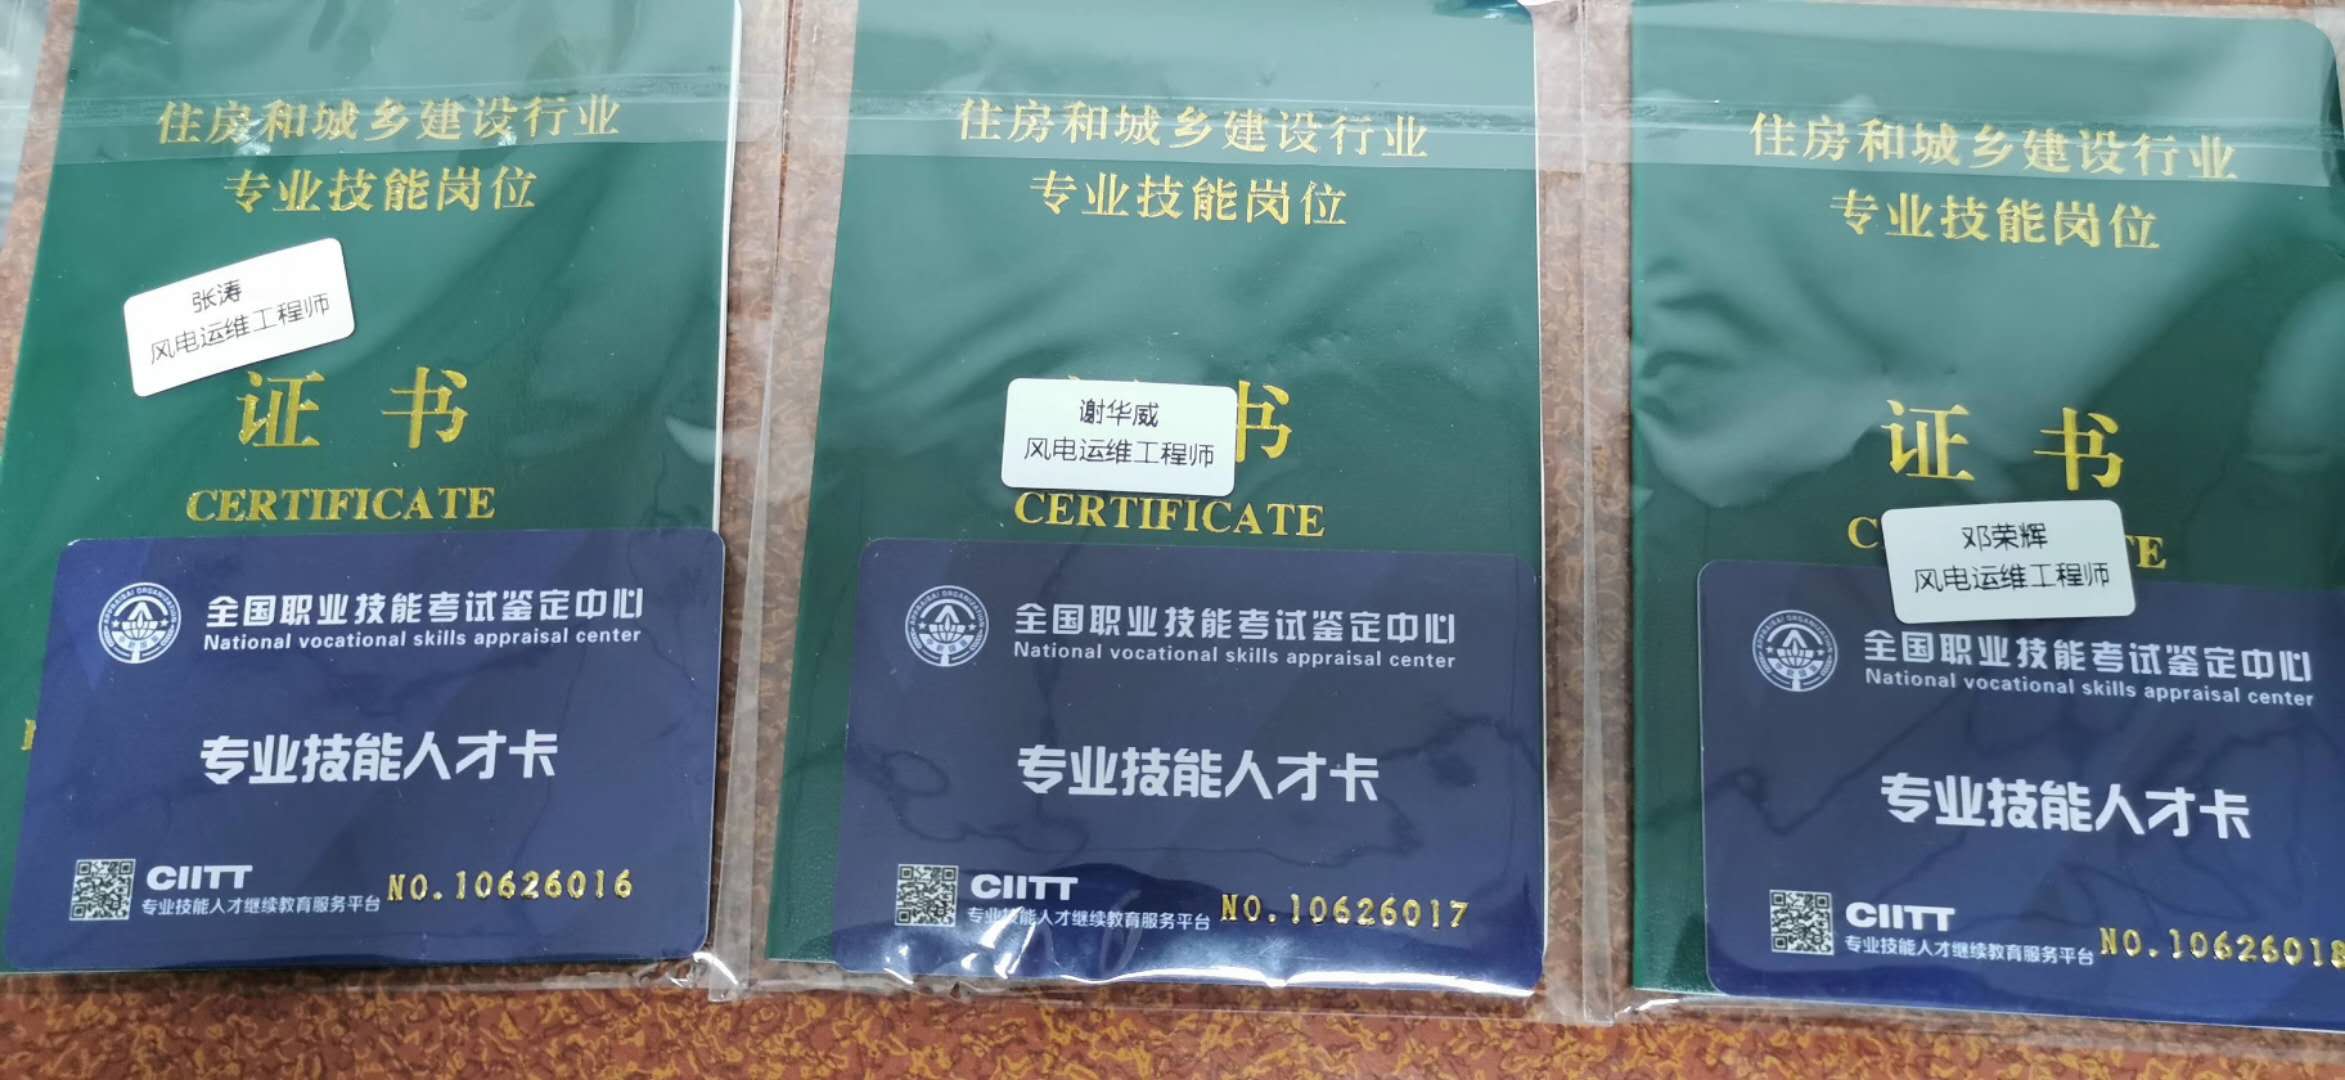 住房和城乡建设行业
专业技能岗位
张涛
风电运维工程师
证书
CERTIFICATE
全国职业技能考试鉴定中心
National vocational skills appraisal center
专业技能人才卡
CIITT
专业技能人才继续教育服务平台
NO.10626016
住房和城乡建设行业
专业技能岗位
谢华威
风电运维工程师
书
CERTIFICATE
全国职业技能考试鉴定中心
National vocational skills appraisal center
专业技能人才卡
CIITT
专业技能人才继续教育服务平台
NO.10626017
住房和城乡建设行业
专业技能岗位
证书
邓荣辉
风电运维工程师
全国职业技能考试鉴定中心
National vocational skills appraisal center
专业技能人才卡
CIITT
专业技能人才继续教育服务平台
NO.10626018